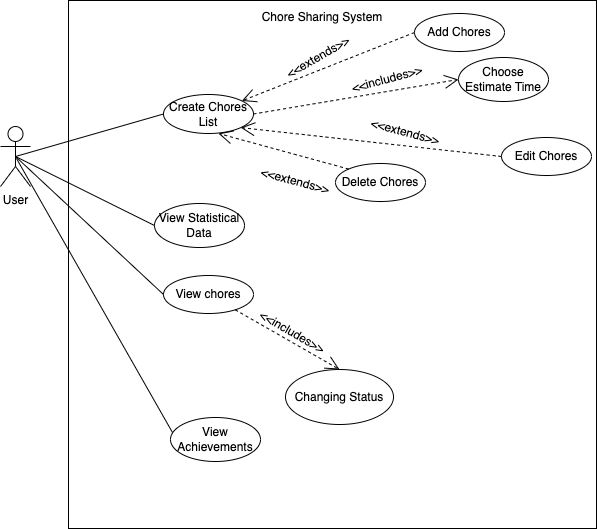 Chore Sharing System
Add Chores
<<extends>>
<<includes>>
Choose
Estimate Time
Create Chores
List
<<extends>>
Edit Chores
<<extends>>
Delete Chores
User
View Statistical
Data
View chores
<<includes>>
Changing Status
View
Achievements